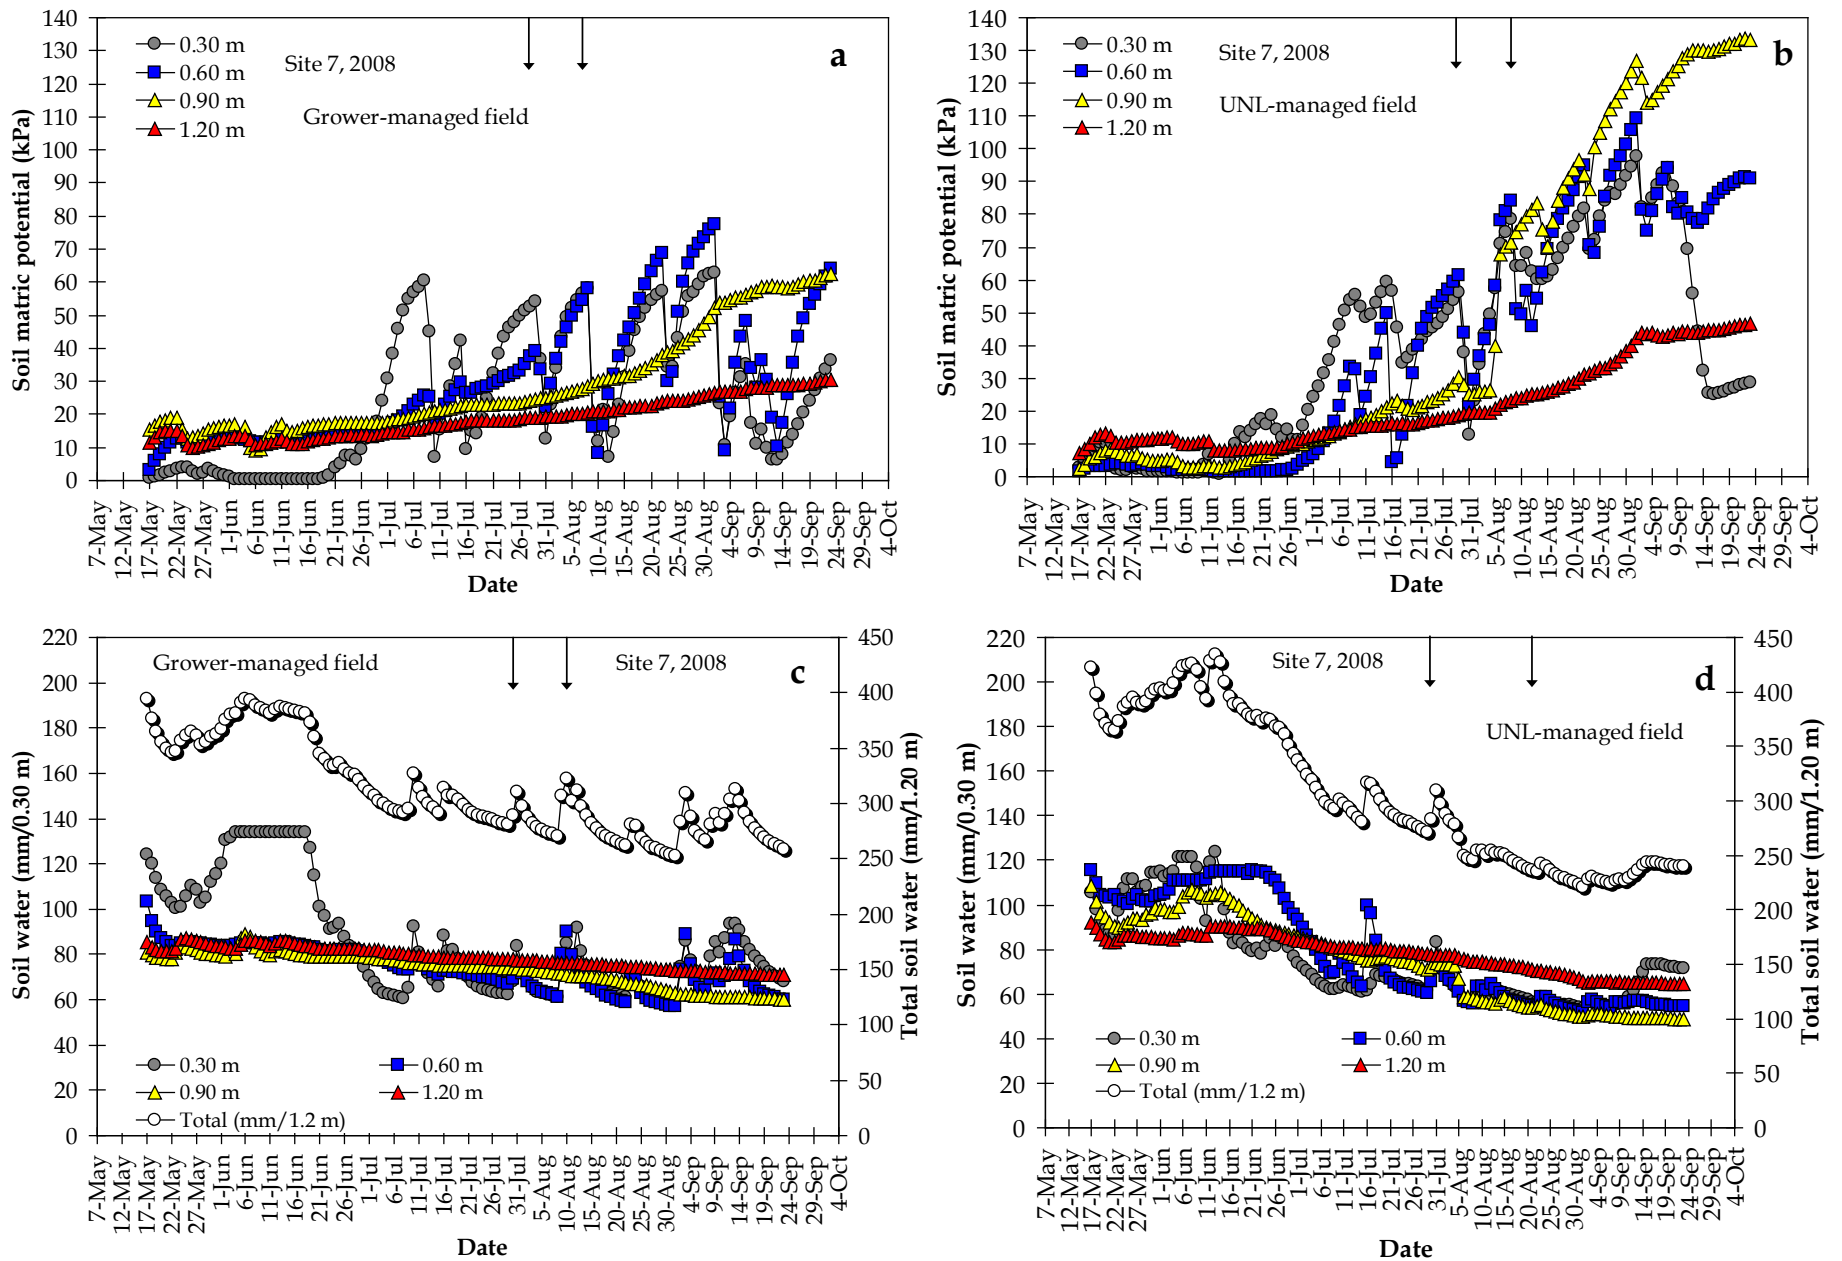 140
130
120
110
100
90
80
70
60
50
40
30
20
10
0
Soil matric potential (kPa)
0.30 m
0.60 m
0.90 m
1.20 m
Site 7, 2008
Grower-managed field
a
7-May
12-May
17-May
22-May
27-May
1-Jun
6-Jun
11-Jun
16-Jun
21-Jun
26-Jun
1-Jul
6-Jul
11-Jul
16-Jul
21-Jul
26-Jul
31-Jul
5-Aug
10-Aug
15-Aug
20-Aug
25-Aug
30-Aug
4-Sep
9-Sep
14-Sep
19-Sep
24-Sep
29-Sep
4-Oct
Date
140
130
120
110
100
90
80
70
60
50
40
30
20
10
0
Soil matric potential (kPa)
0.30 m
0.60 m
0.90 m
1.20 m
Site 7, 2008
UNL-managed field
b
7-May
12-May
17-May
22-May
27-May
1-Jun
6-Jun
11-Jun
16-Jun
21-Jun
26-Jun
1-Jul
6-Jul
11-Jul
16-Jul
21-Jul
26-Jul
31-Jul
5-Aug
10-Aug
15-Aug
20-Aug
25-Aug
30-Aug
4-Sep
9-Sep
14-Sep
19-Sep
24-Sep
29-Sep
4-Oct
Date
220
200
180
160
140
120
100
80
60
40
20
0
Soil water (mm/0.30 m)
Grower-managed field
Site 7, 2008
c
0.30 m
0.60 m
0.90 m
1.20 m
Total (mm/1.2 m)
450
400
350
300
250
200
150
100
50
0
Total soil water (mm/1.20 m)
7-May
12-May
17-May
22-May
27-May
1-Jun
6-Jun
11-Jun
16-Jun
21-Jun
26-Jun
1-Jul
6-Jul
11-Jul
16-Jul
21-Jul
26-Jul
31-Jul
5-Aug
10-Aug
15-Aug
20-Aug
25-Aug
30-Aug
4-Sep
9-Sep
14-Sep
19-Sep
24-Sep
29-Sep
4-Oct
Date
220
200
180
160
140
120
100
80
60
40
20
0
Soil water (mm/0.30 m)
Site 7, 2008
d
UNL-managed field
0.30 m
0.60 m
0.90 m
1.20 m
Total (mm/1.2 m)
450
400
350
300
250
200
150
100
50
0
Total soil water (mm/1.20 m)
7-May
12-May
17-May
22-May
27-May
1-Jun
6-Jun
11-Jun
16-Jun
21-Jun
26-Jun
1-Jul
6-Jul
11-Jul
16-Jul
21-Jul
26-Jul
31-Jul
5-Aug
10-Aug
15-Aug
20-Aug
25-Aug
30-Aug
4-Sep
9-Sep
14-Sep
19-Sep
24-Sep
29-Sep
4-Oct
Date